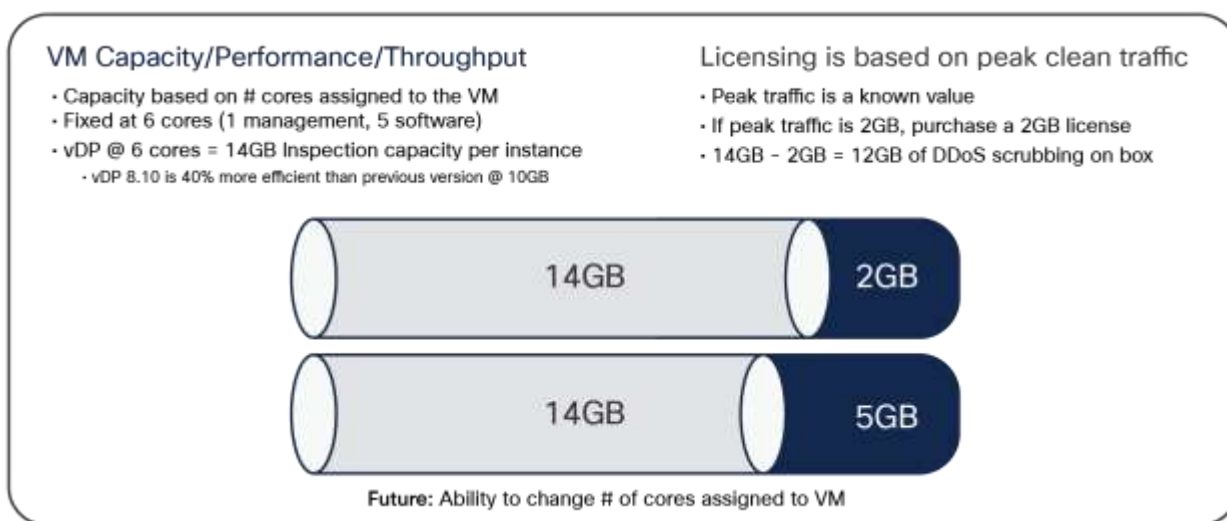 VM Capacity/Performance/Throughput
· Capacity based on # cores assigned to the VM
· Fixed at 6 cores (1 management, 5 software)
· vDP @ 6 cores = 14GB Inspection capacity per instance
· vDP 8.10 is 40% more efficient than previous version @ 10GB
Licensing is based on peak clean traffic
· Peak traffic is a known value
· If peak traffic is 2GB, purchase a 2GB license
· 14GB – 2GB = 12GB of DDoS scrubbing on box
14GB
2GB
14GB
5GB
Future: Ability to change # of cores assigned to VM